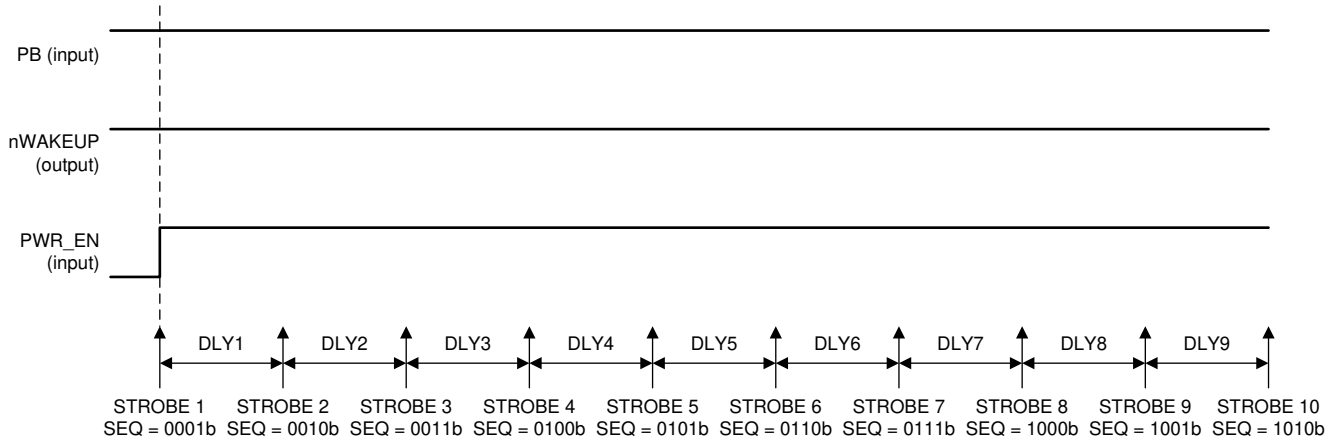 PB (input)
nWAKEUP
(output)
PWR_EN
(input)
DLY1 DLY2 DLY3 DLY4 DLY5 DLY6 DLY7 DLY8 DLY9
STROBE 1 STROBE 2 STROBE 3 STROBE 4 STROBE 5 STROBE 6 STROBE 7 STROBE 8 STROBE 9 STROBE 10
SEQ = 0001b SEQ = 0010b SEQ = 0011b SEQ = 0100b SEQ = 0101b SEQ = 0110b SEQ = 0111b SEQ = 1000b SEQ = 1001b SEQ = 1010b